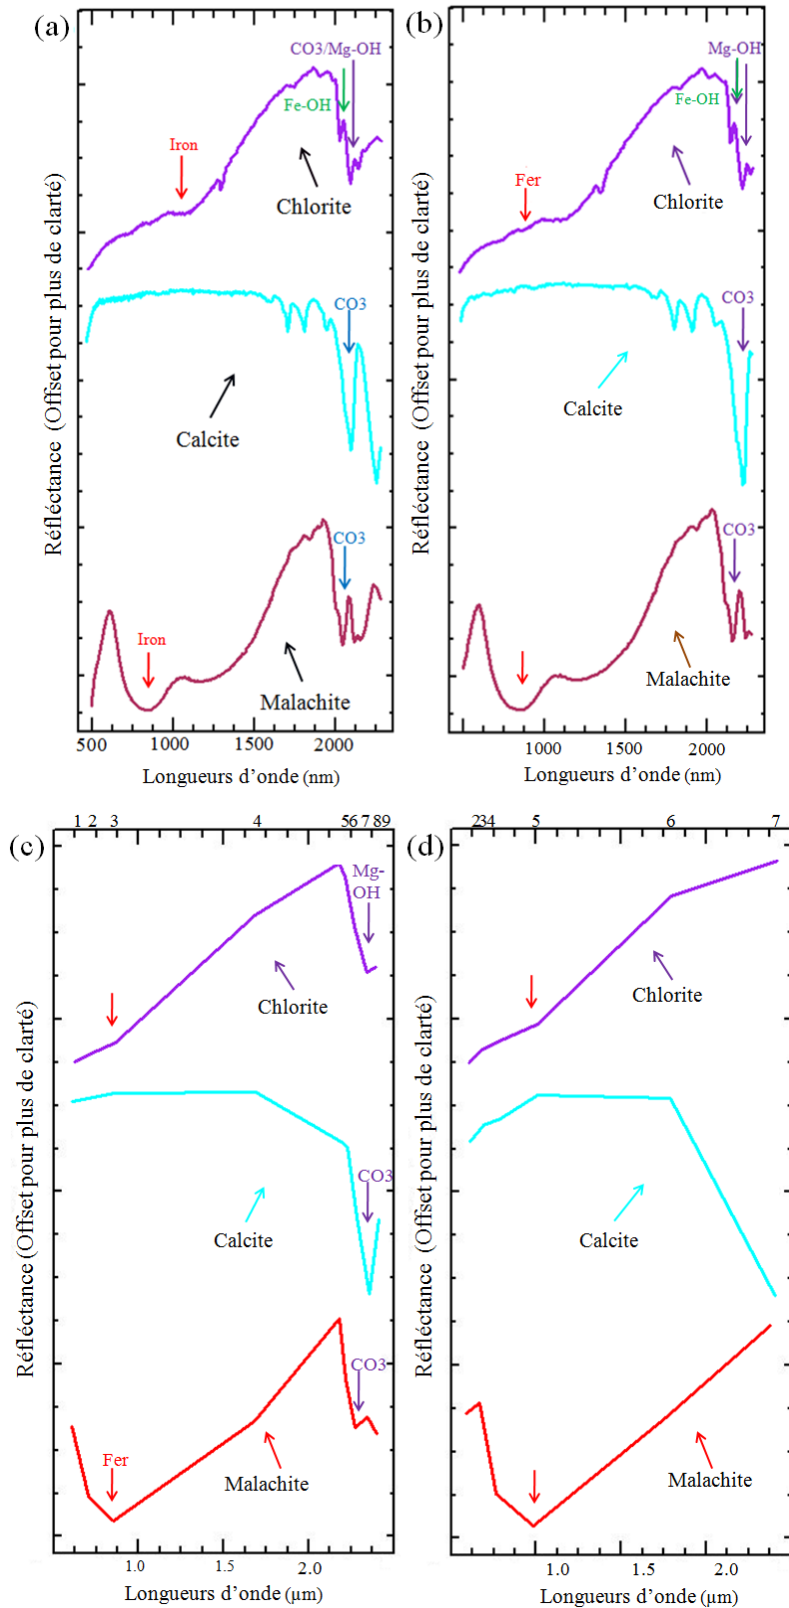 (a)
CO3/Mg-OH
Fe-OH
Iron
Chlorite
CO3
Calcite
CO3
Iron
Malachite
Réfléctance (Offset pour plus de clarté)
500 1000 1500 2000
Longueurs d’onde (nm)
(b)
Mg-OH
Fe-OH
Fer
Chlorite
CO3
Calcite
CO3
Malachite
Réfléctance (Offset pour plus de clarté)
1000 1500 2000
Longueurs d’onde (nm)
(c)
1 2 3 4 56 7 89
Mg-
OH
Chlorite
CO3
Calcite
CO3
Fer
Malachite
Réfléctance (Offset pour plus de clarté)
1.0 1.5 2.0
Longueurs d’onde (µm)
(d)
234 5 6 7
Chlorite
Calcite
Malachite
Réfléctance (Offset pour plus de clarté)
1.0 1.5 2.0
Longueurs d’onde (µm)